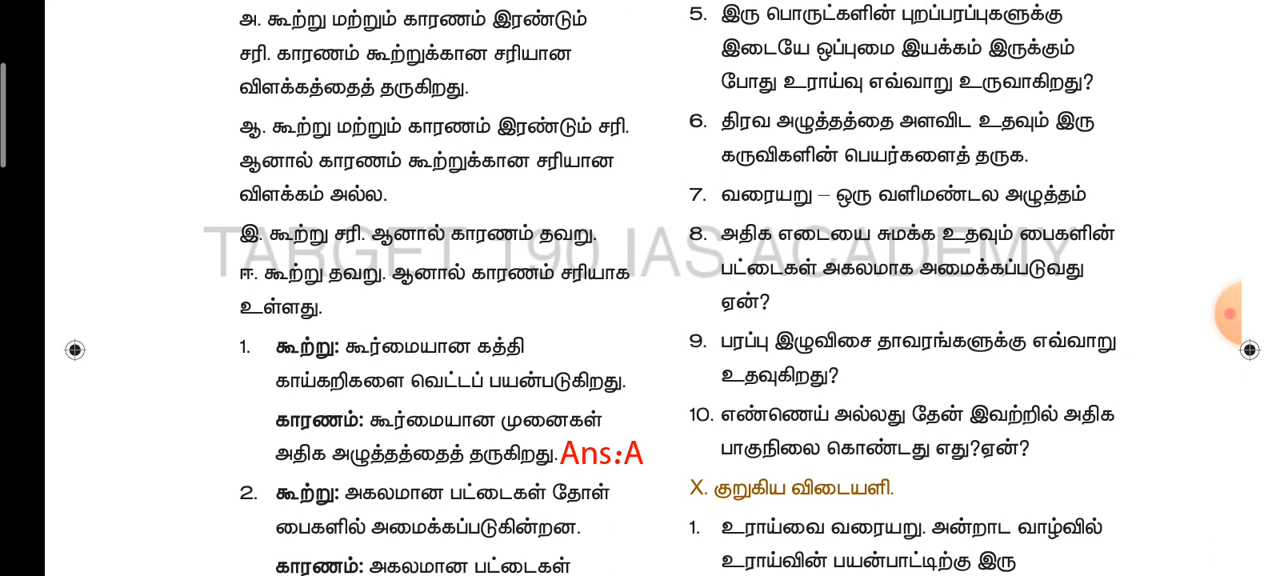 அ. கூற்று மற்றும் காரணம் இரண்டும்
சரி. காரணம் கூற்றுக்கான சரியான
விளக்கத்தைத் தருகிறது.
ஆ. கூற்று மற்றும் காரணம் இரண்டும் சரி.
ஆனால் காரணம் கூற்றுக்கான சரியான
விளக்கம் அல்ல.
இ. கூற்று சரி. ஆனால் காரணம் தவறு.
ஈ. கூற்று தவறு. ஆனால் காரணம் சரியாக
உள்ளது.
1. கூற்று: கூர்மையான கத்தி
காய்கறிகளை வெட்டப் பயன்படுகிறது.
காரணம்: கூர்மையான முனைகள்
அதிக அழுத்தத்தைத் தருகிறது. Ans:A
2. கூற்று: அகலமான பட்டைகள் தோள்
பைகளில் அமைக்கப்படுகின்றன.
காரணம்: அகலமான பட்டைகள்
5. இரு பொருட்களின் புறப்பரப்புகளுக்கு
இடையே ஒப்புமை இயக்கம் இருக்கும்
போது உராய்வு எவ்வாறு உருவாகிறது?
6. திரவ அழுத்தத்தை அளவிட உதவும் இரு
கருவிகளின் பெயர்களைத் தருக.
7. வரையறு – ஒரு வளிமண்டல அழுத்தம்
8. அதிக எடையை சுமக்க உதவும் பைகளின்
பட்டைகள் அகலமாக அமைக்கப்படுவது
ஏன்?
9. பரப்பு இழுவிசை தாவரங்களுக்கு எவ்வாறு
உதவுகிறது?
10. எண்ணெய் அல்லது தேன் இவற்றில் அதிக
பாகுநிலை கொண்டது எது?ஏன்?
X. குறுகிய விடையளி.
1. உராய்வை வரையறு. அன்றாட வாழ்வில்
உராய்வின் பயன்பாட்டிற்கு இரு
TARGET 190 IAS ACADEMY